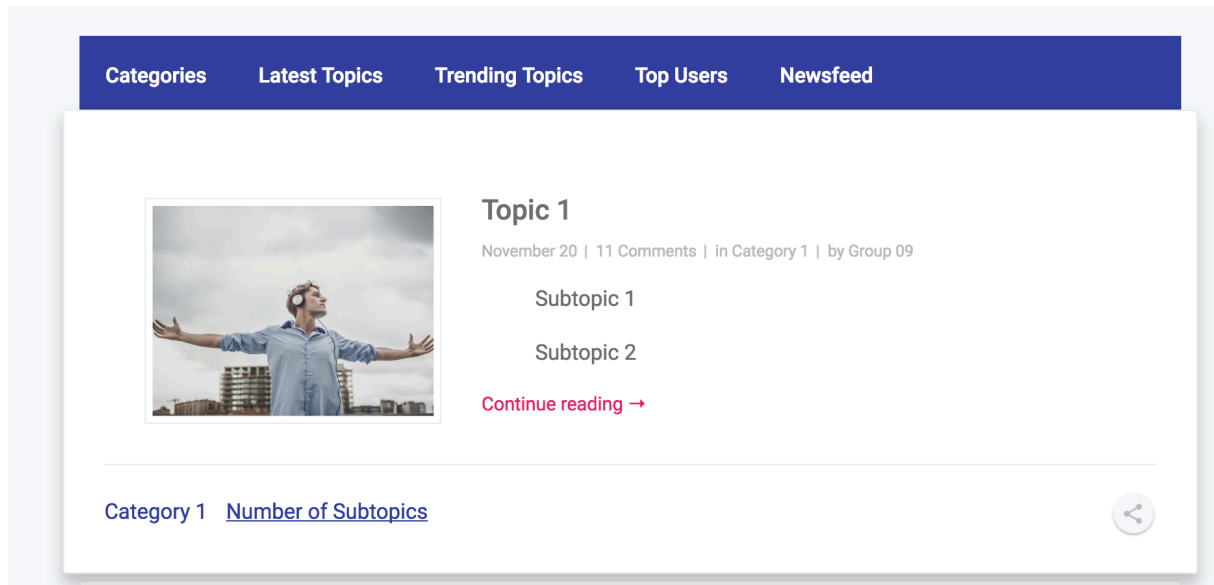 Categories Latest Topics Trending Topics Top Users Newsfeed
Topic 1
November 20 | 11 Comments | in Category 1 | by Group 09
Subtopic 1
Subtopic 2
Continue reading →
Category 1 Number of Subtopics